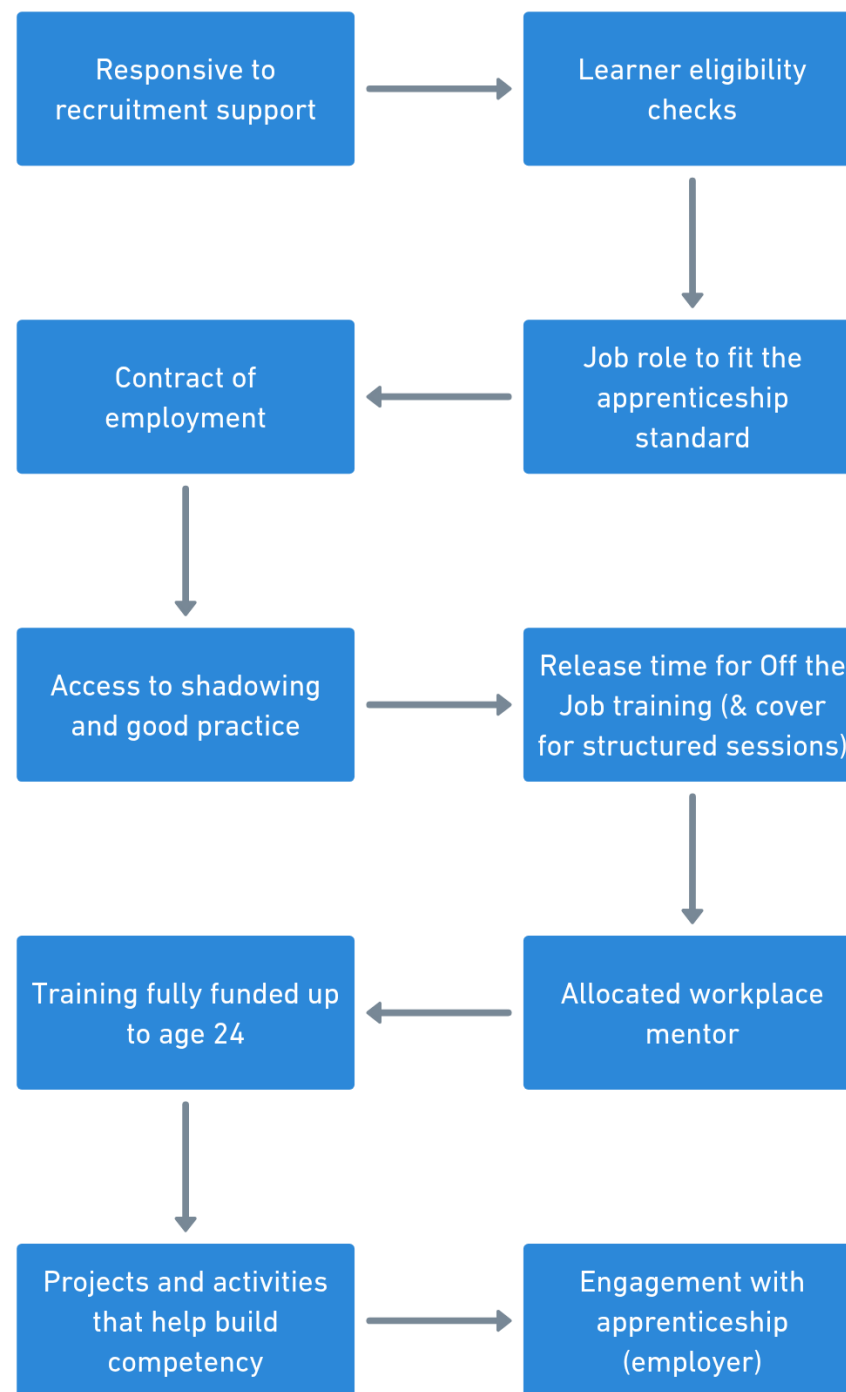 Responsive to
recruitment support
Learner eligibility
checks
Job role to fit the
apprenticeship
standard
Contract of
employment
Access to shadowing
and good practice
Release time for Off the
Job training (& cover
for structured sessions)
Allocated workplace
mentor
Training fully funded up
to age 24
Projects and activities
that help build
competency
Engagement with
apprenticeship
(employer)